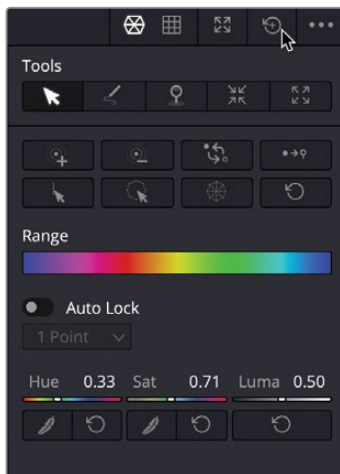 Tools
Range
Auto Lock
1 Point
Hue 0.33 Sat 0.71 Luma 0.50